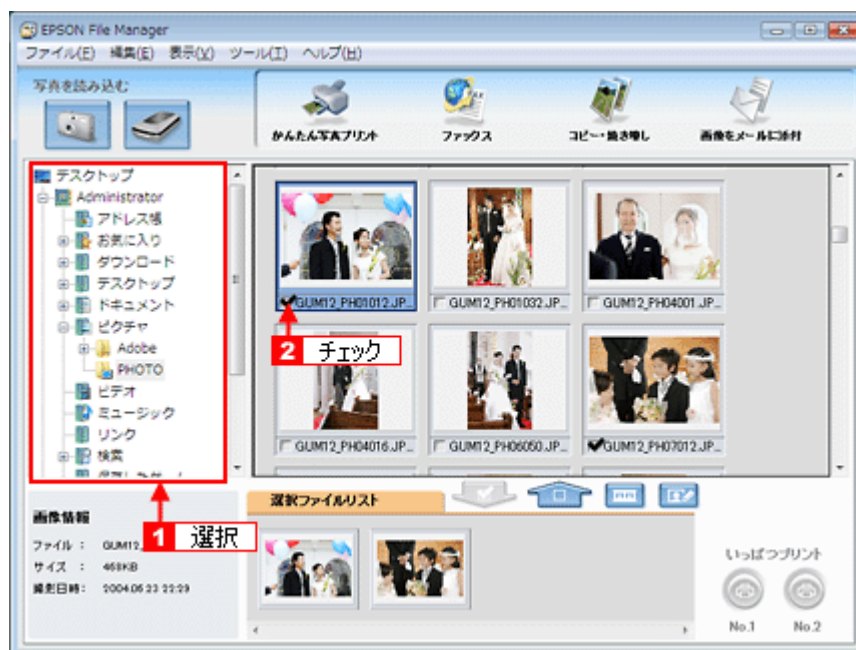 EPSON File Manager
ファイル(F) 編集(E) 表示(V) ツール(T) ヘルプ(H)
写真を読み込む
かんたん写真プリント
ファックス
コピー・焼き増し
画像をメールに添付
デスクトップ
Administrator
アドレス帳
お気に入り
ダウンロード
デスクトップ
ドキュメント
ピクチャ
Adobe
PHOTO
ビデオ
ミュージック
リンク
検索
GUM12_PH01012.JP...
GUM12_PH01032.JP...
GUM12_PH04001.JP...
2 チェック
GUM12_PH04016.JP...
GUM12_PH06050.JP...
GUM12_PH07012.JP...
1 選択
選択ファイルリスト
画像情報
ファイル : GUM12
サイズ : 468KB
撮影日時: 2004.05.23 22:29
いっぱつプリント
No.1 No.2